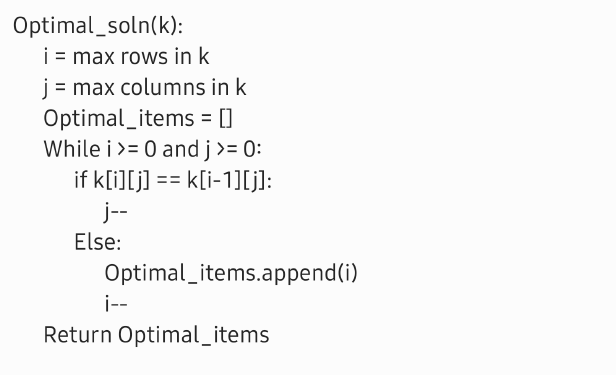 Optimal_soln(k):
i = max rows in k
j = max columns in k
Optimal_items = []
While i >= 0 and j >= 0:
if k[i][j] == k[i-1][j]:
j--
Else:
Optimal_items.append(i)
i--
Return Optimal_items